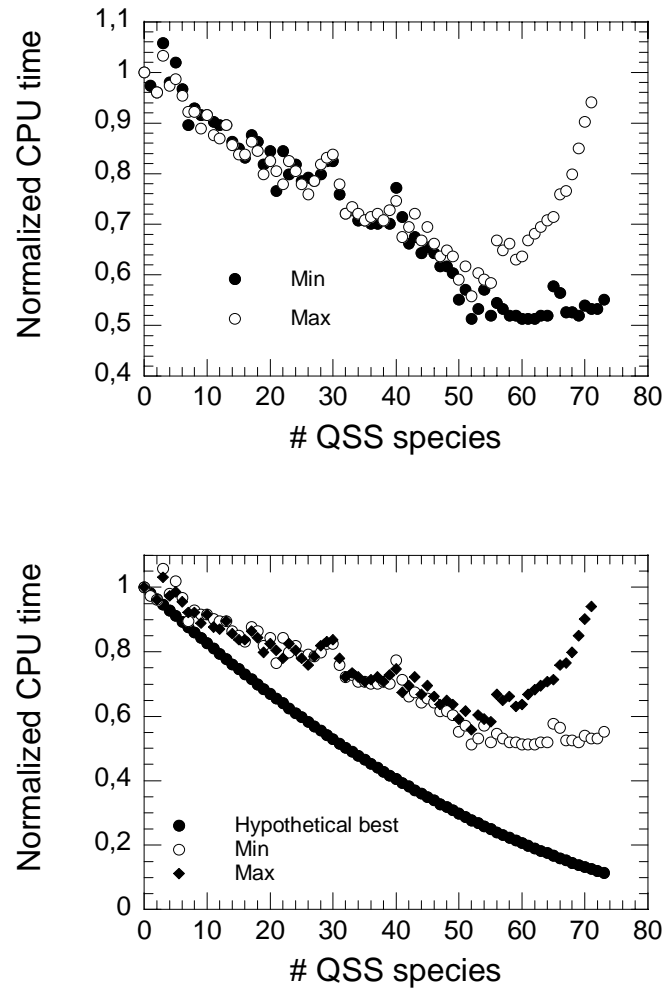 1,1
1
0,9
0,8
0,7
0,6
0,5
0,4
Normalized CPU time
Min
Max
0 10 20 30 40 50 60 70 80
# QSS species
1
0,8
0,6
0,4
0,2
0
Normalized CPU time
Hypothetical best
Min
Max
0 10 20 30 40 50 60 70 80
# QSS species